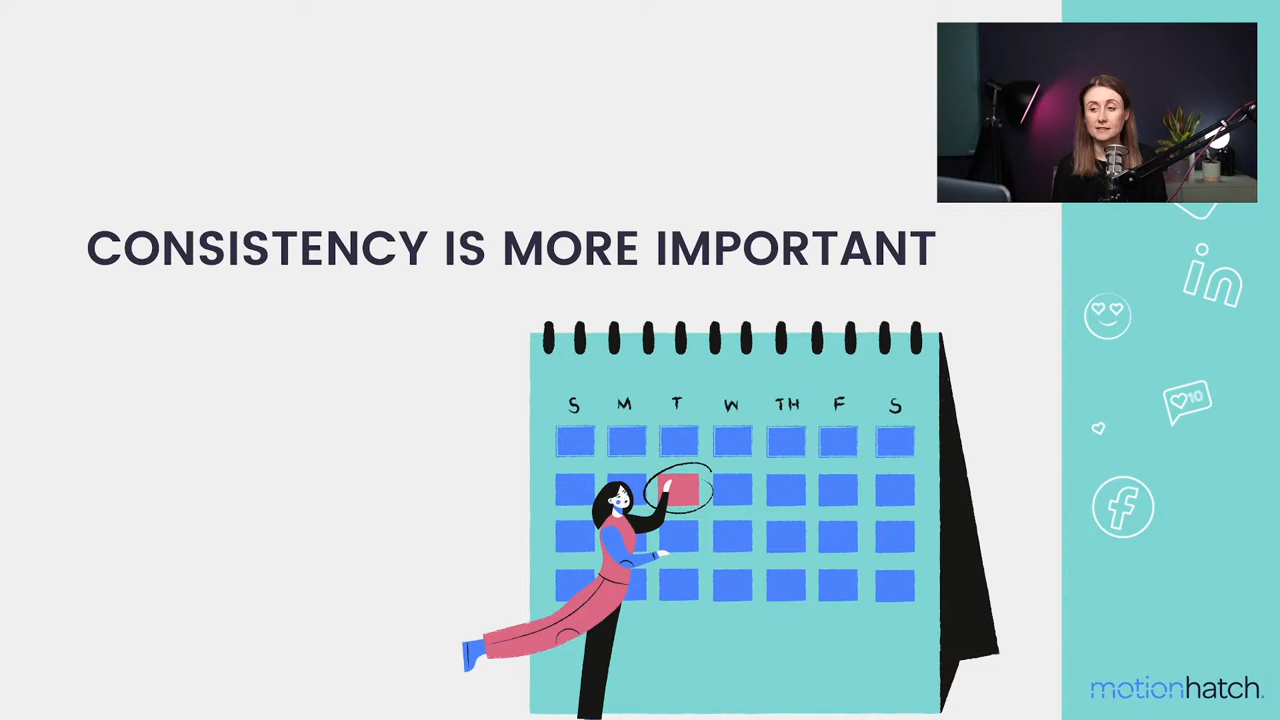 CONSISTENCY IS MORE IMPORTANT
in
S M T W TH F S
10
f
motionhatch.